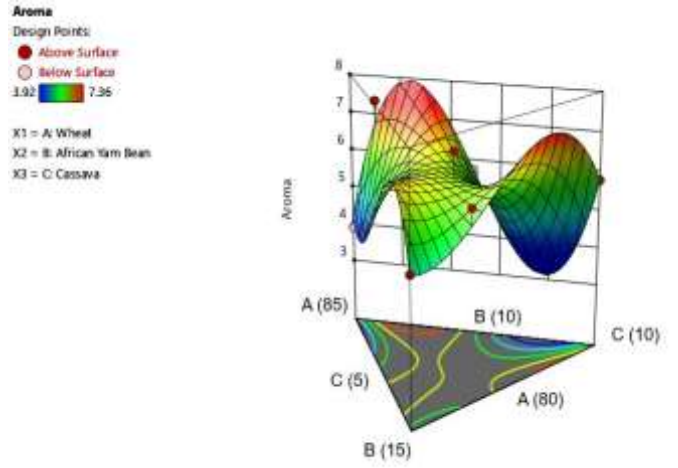 Aroma
Design Points:
Above Surface
Below Surface
3.92 7.36
X1 = A: Wheat
X2 = B: African Yam Bean
X3 = C: Cassava
8
7
6
5
4
3
Aroma
A (85)
B (10)
C (10)
C (5)
A (80)
B (15)